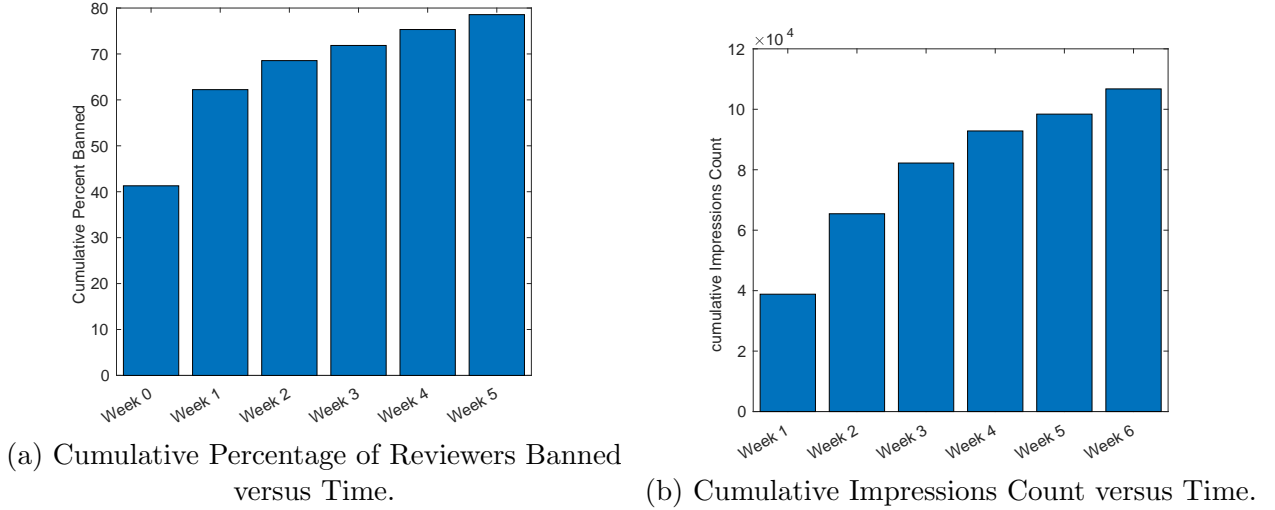 80
70
60
50
40
30
20
10
0
Cumulative Percent Banned
Week 0
Week 1
Week 2
Week 3
Week 4
Week 5
(a) Cumulative Percentage of Reviewers Banned
versus Time.
×10^4
12
10
8
6
4
2
0
cumulative Impressions Count
Week 1
Week 2
Week 3
Week 4
Week 5
Week 6
(b) Cumulative Impressions Count versus Time.